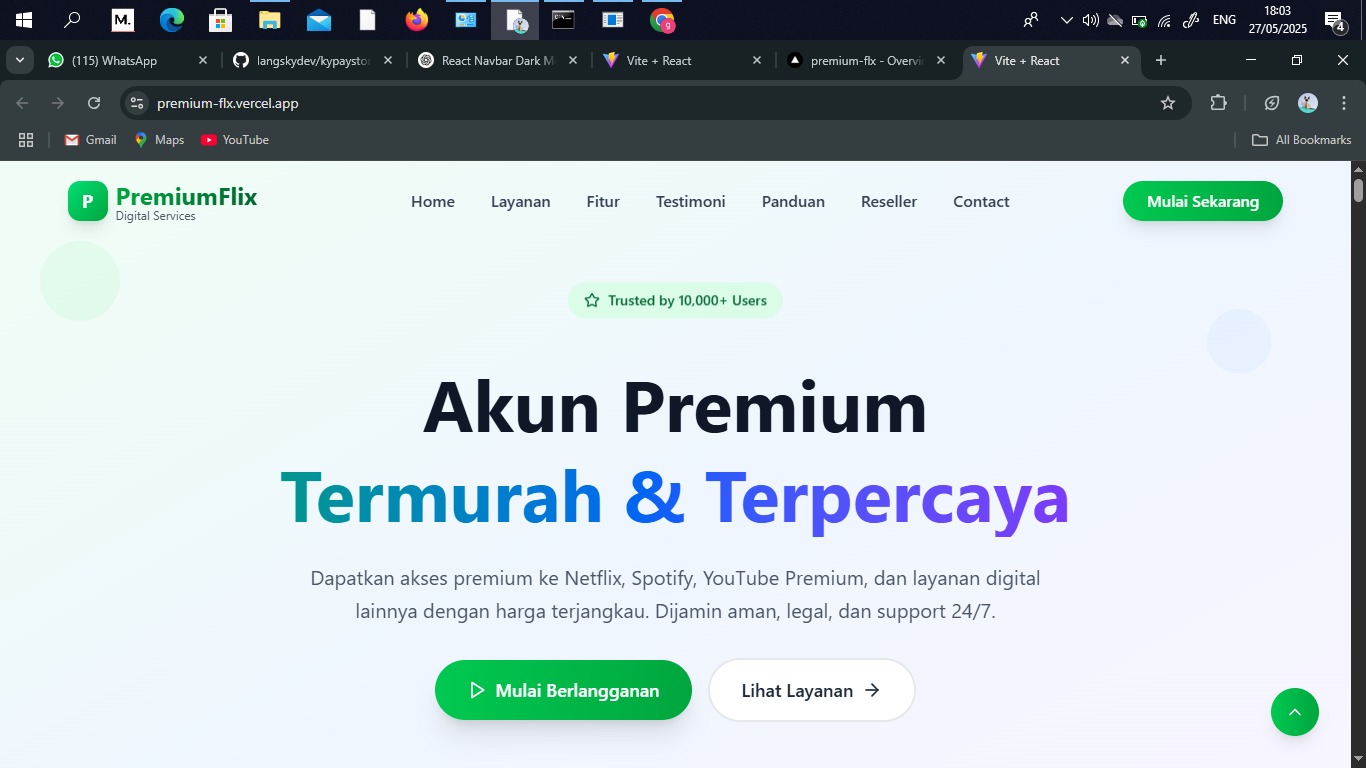 M.
ENG
18:03
27/05/2025
4
(115) WhatsApp
langskydev/kypaystor
React Navbar Dark M
Vite + React
premium-flx - Overvi
Vite + React
premium-flx.vercel.app
Gmail
Maps
YouTube
All Bookmarks
P
PremiumFlix
Digital Services
Home
Layanan
Fitur
Testimoni
Panduan
Reseller
Contact
Mulai Sekarang
Trusted by 10,000+ Users
Akun Premium
Termurah & Terpercaya
Dapatkan akses premium ke Netflix, Spotify, YouTube Premium, dan layanan digital
lainnya dengan harga terjangkau. Dijamin aman, legal, dan support 24/7.
Mulai Berlangganan
Lihat Layanan